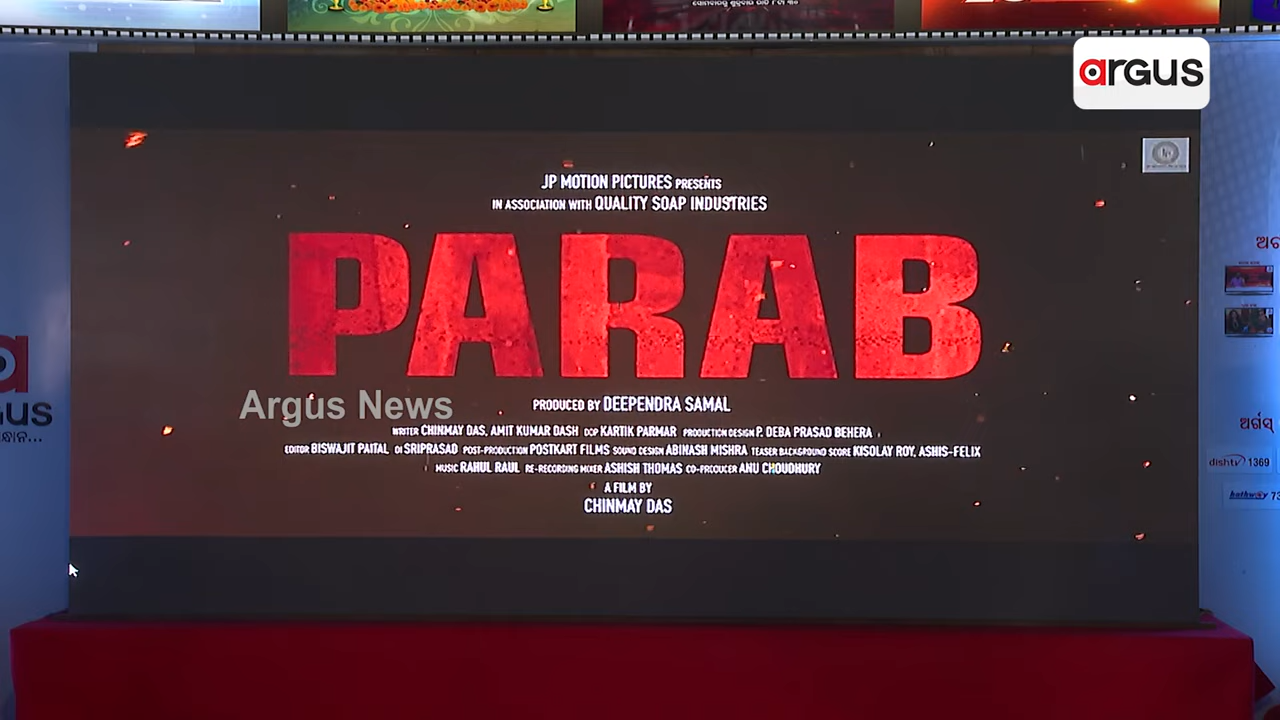 argus
JP MOTION PICTURES PRESENTS
IN ASSOCIATION WITH QUALITY SOAP INDUSTRIES
PARAB
Argus News
PRODUCED BY DEEPENDRA SAMAL
WRITER CHINMAY DAS, AMIT KUMAR DASH DOP KARTIK PARMAR PRODUCTION DESIGN P. DEBA PRASAD BEHERA
EDITOR BISWAJIT PAITAL DI SRIPRASAD POST-PRODUCTION POSTKART FILMS SOUND DESIGN ABINASH MISHRA TEASER BACKGROUND SCORE KISOLAY ROY, ASHIS-FELIX
MUSIC RAHUL RAUL RE-RECORDING MIXER ASHISH THOMAS CO-PRODUCER ANU CHOUDHURY
A FILM BY
CHINMAY DAS
ଅର୍ଗସ୍
dishtv 1369
hathway